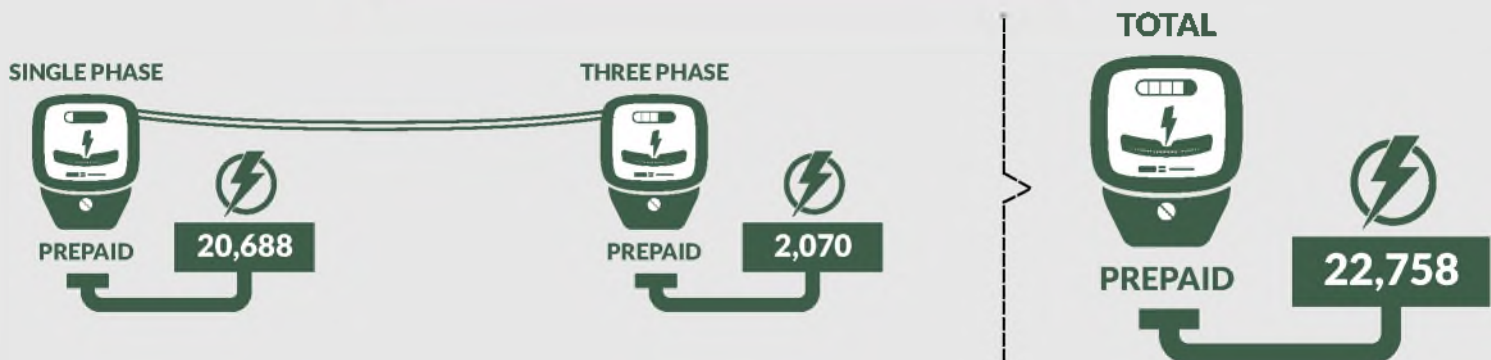 SINGLE PHASE
PREPAID
20,688
THREE PHASE
PREPAID
2,070
TOTAL
PREPAID
22,758